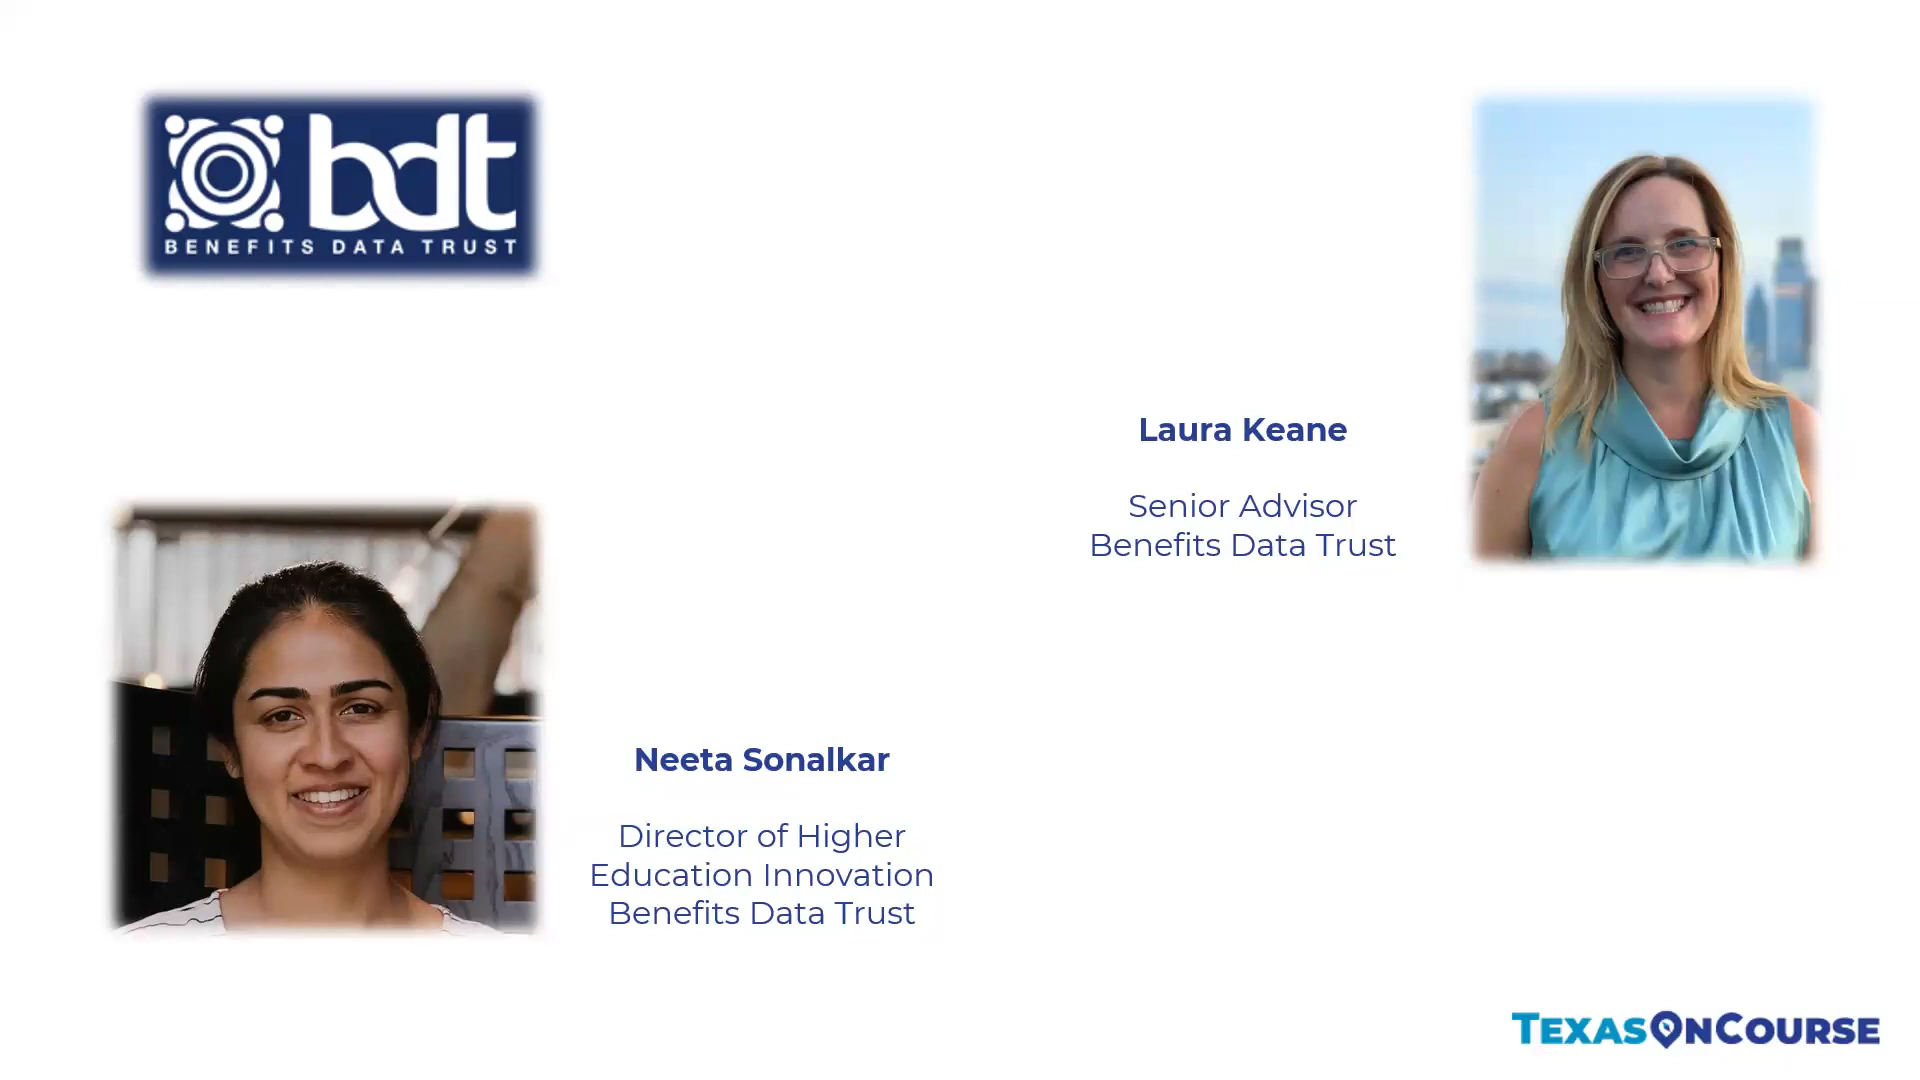 bdt
BENEFITS DATA TRUST
Laura Keane
Senior Advisor
Benefits Data Trust
Neeta Sonalkar
Director of Higher
Education Innovation
Benefits Data Trust
TEXASONCOURSE